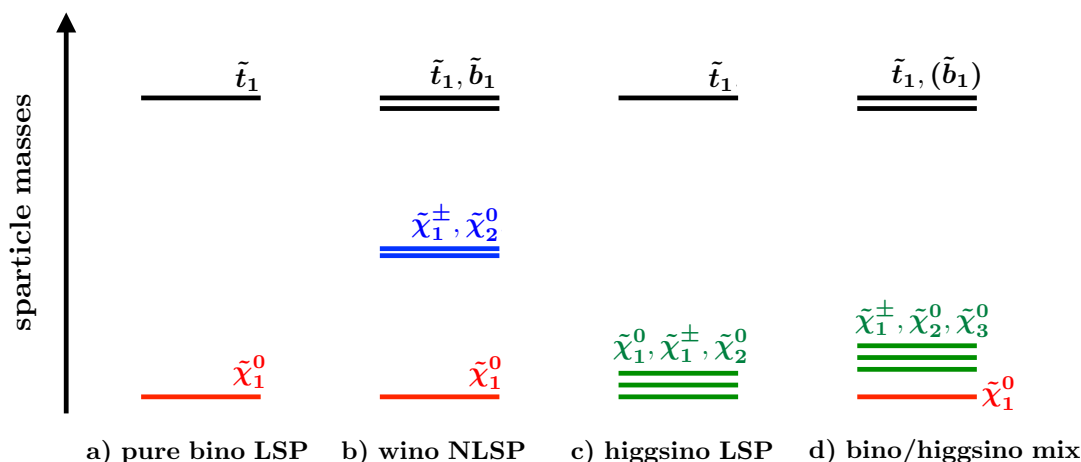 sparticle masses
t̃₁
t̃₁, b̃₁
t̃₁
t̃₁, (b̃₁)
χ̃₁±, χ̃₂⁰
χ̃₁⁰, χ̃₁±, χ̃₂⁰
χ̃₁±, χ̃₂⁰, χ̃₃⁰
χ̃₁⁰
χ̃₁⁰
χ̃₁⁰
a) pure bino LSP
b) wino NLSP
c) higgsino LSP
d) bino/higgsino mix